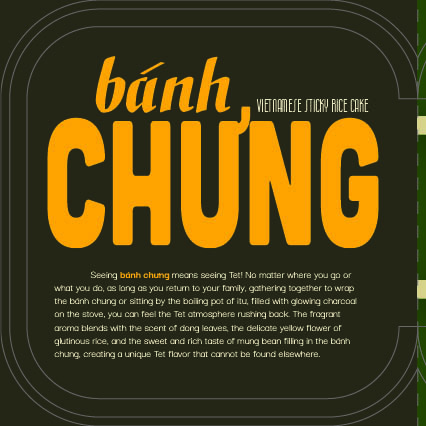 bánh
VIETNAMESE STICKY RICE CAKE
CHƯNG
Seeing bánh chưng means seeing Tet! No matter where you go or
what you do, as long as you return to your family, gathering together to wrap
the bánh chung or sitting by the boiling pot of itu, filled with glowing charcoal
on the stove, you can feel the Tet atmosphere rushing back. The fragrant
aroma blends with the scent of dong leaves, the delicate yellow flower of
glutinous rice, and the sweet and rich taste of mung bean filling in the bánh
chung, creating a unique Tet flavor that cannot be found elsewhere.